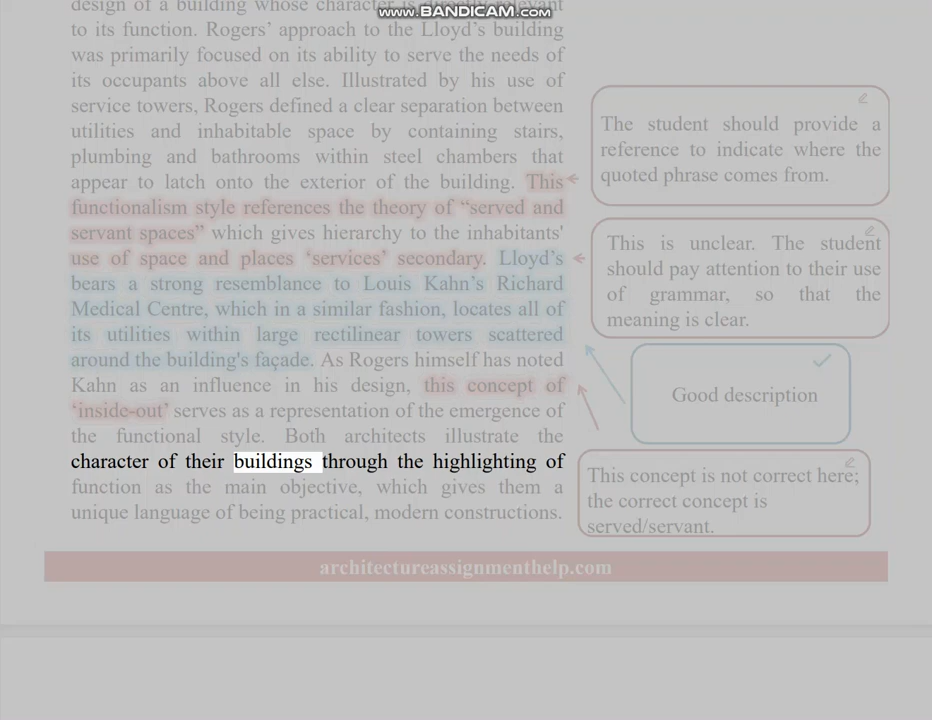 www.BANDICAM.com
design of a building whose character is directly relevant
to its function. Rogers’ approach to the Lloyd’s building
was primarily focused on its ability to serve the needs of
its occupants above all else. Illustrated by his use of
service towers, Rogers defined a clear separation between
utilities and inhabitable space by containing stairs,
plumbing and bathrooms within steel chambers that
appear to latch onto the exterior of the building. This
functionalism style references the theory of “served and
servant spaces” which gives hierarchy to the inhabitants'
use of space and places ‘services’ secondary. Lloyd’s
bears a strong resemblance to Louis Kahn’s Richard
Medical Centre, which in a similar fashion, locates all of
its utilities within large rectilinear towers scattered
around the building's façade. As Rogers himself has noted
Kahn as an influence in his design, this concept of
‘inside-out’ serves as a representation of the emergence of
the functional style. Both architects illustrate the
character of their buildings through the highlighting of
function as the main objective, which gives them a
unique language of being practical, modern constructions.
The student should provide a
reference to indicate where the
quoted phrase comes from.
This is unclear. The student
should pay attention to their use
of grammar, so that the
meaning is clear.
Good description
This concept is not correct here;
the correct concept is
served/servant.
architectureassignmenthelp.com